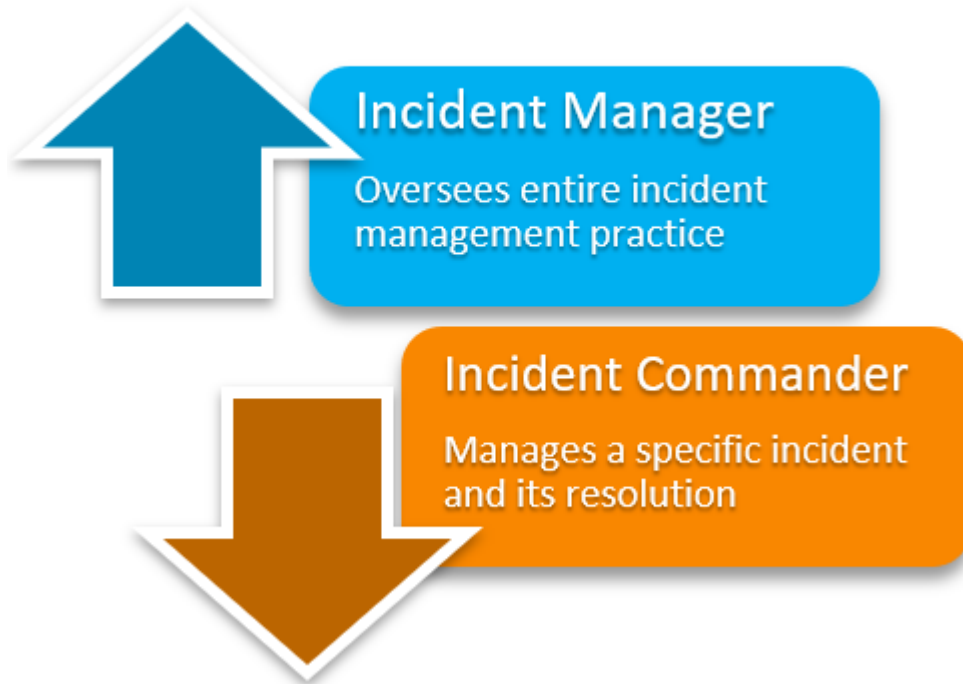 Incident Manager
Oversees entire incident
management practice
Incident Commander
Manages a specific incident
and its resolution